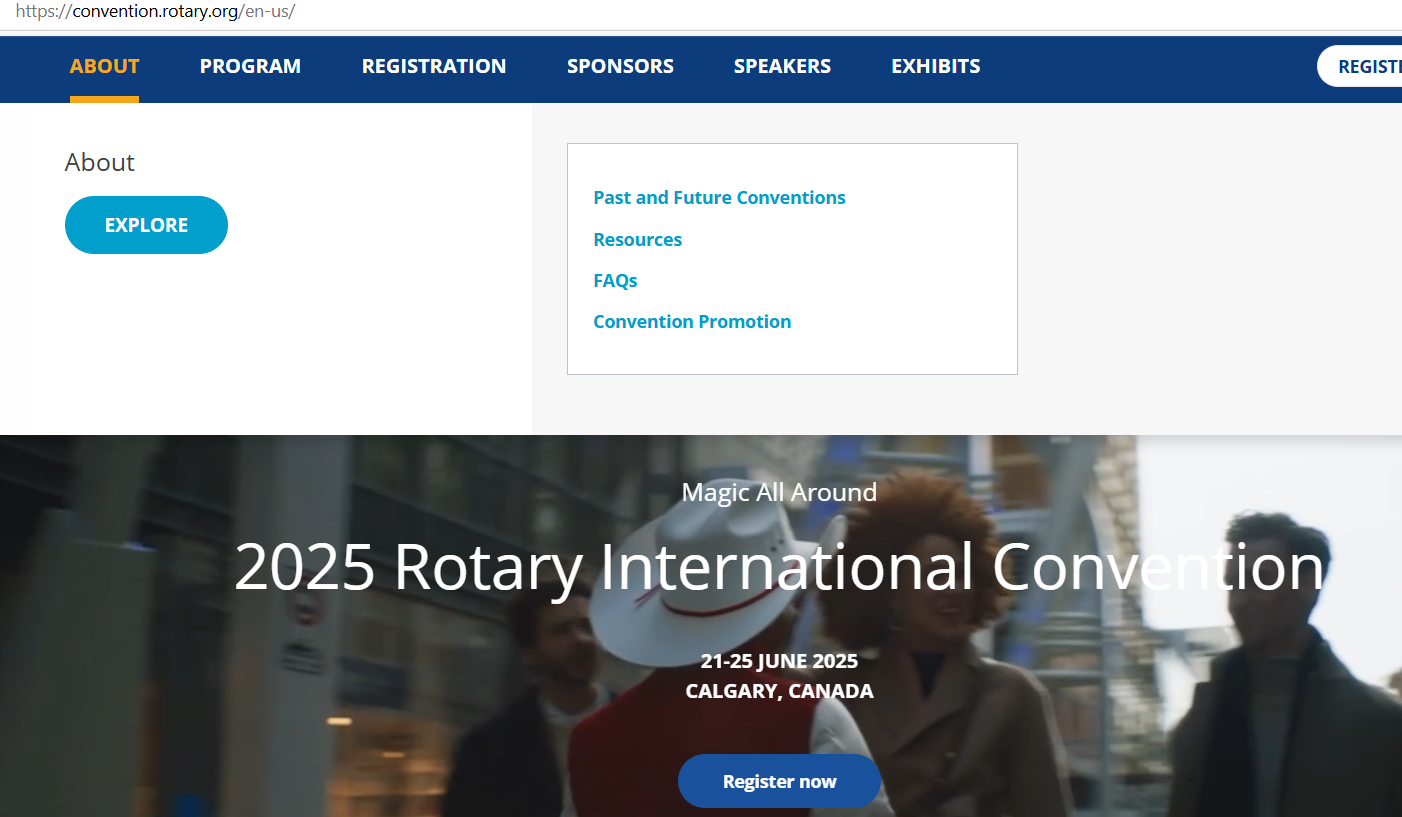 https://convention.rotary.org/en-us/
ABOUT PROGRAM REGISTRATION SPONSORS SPEAKERS EXHIBITS
About
EXPLORE
Past and Future Conventions
Resources
FAQs
Convention Promotion
Magic All Around
2025 Rotary International Convention
21-25 JUNE 2025
CALGARY, CANADA
Register now